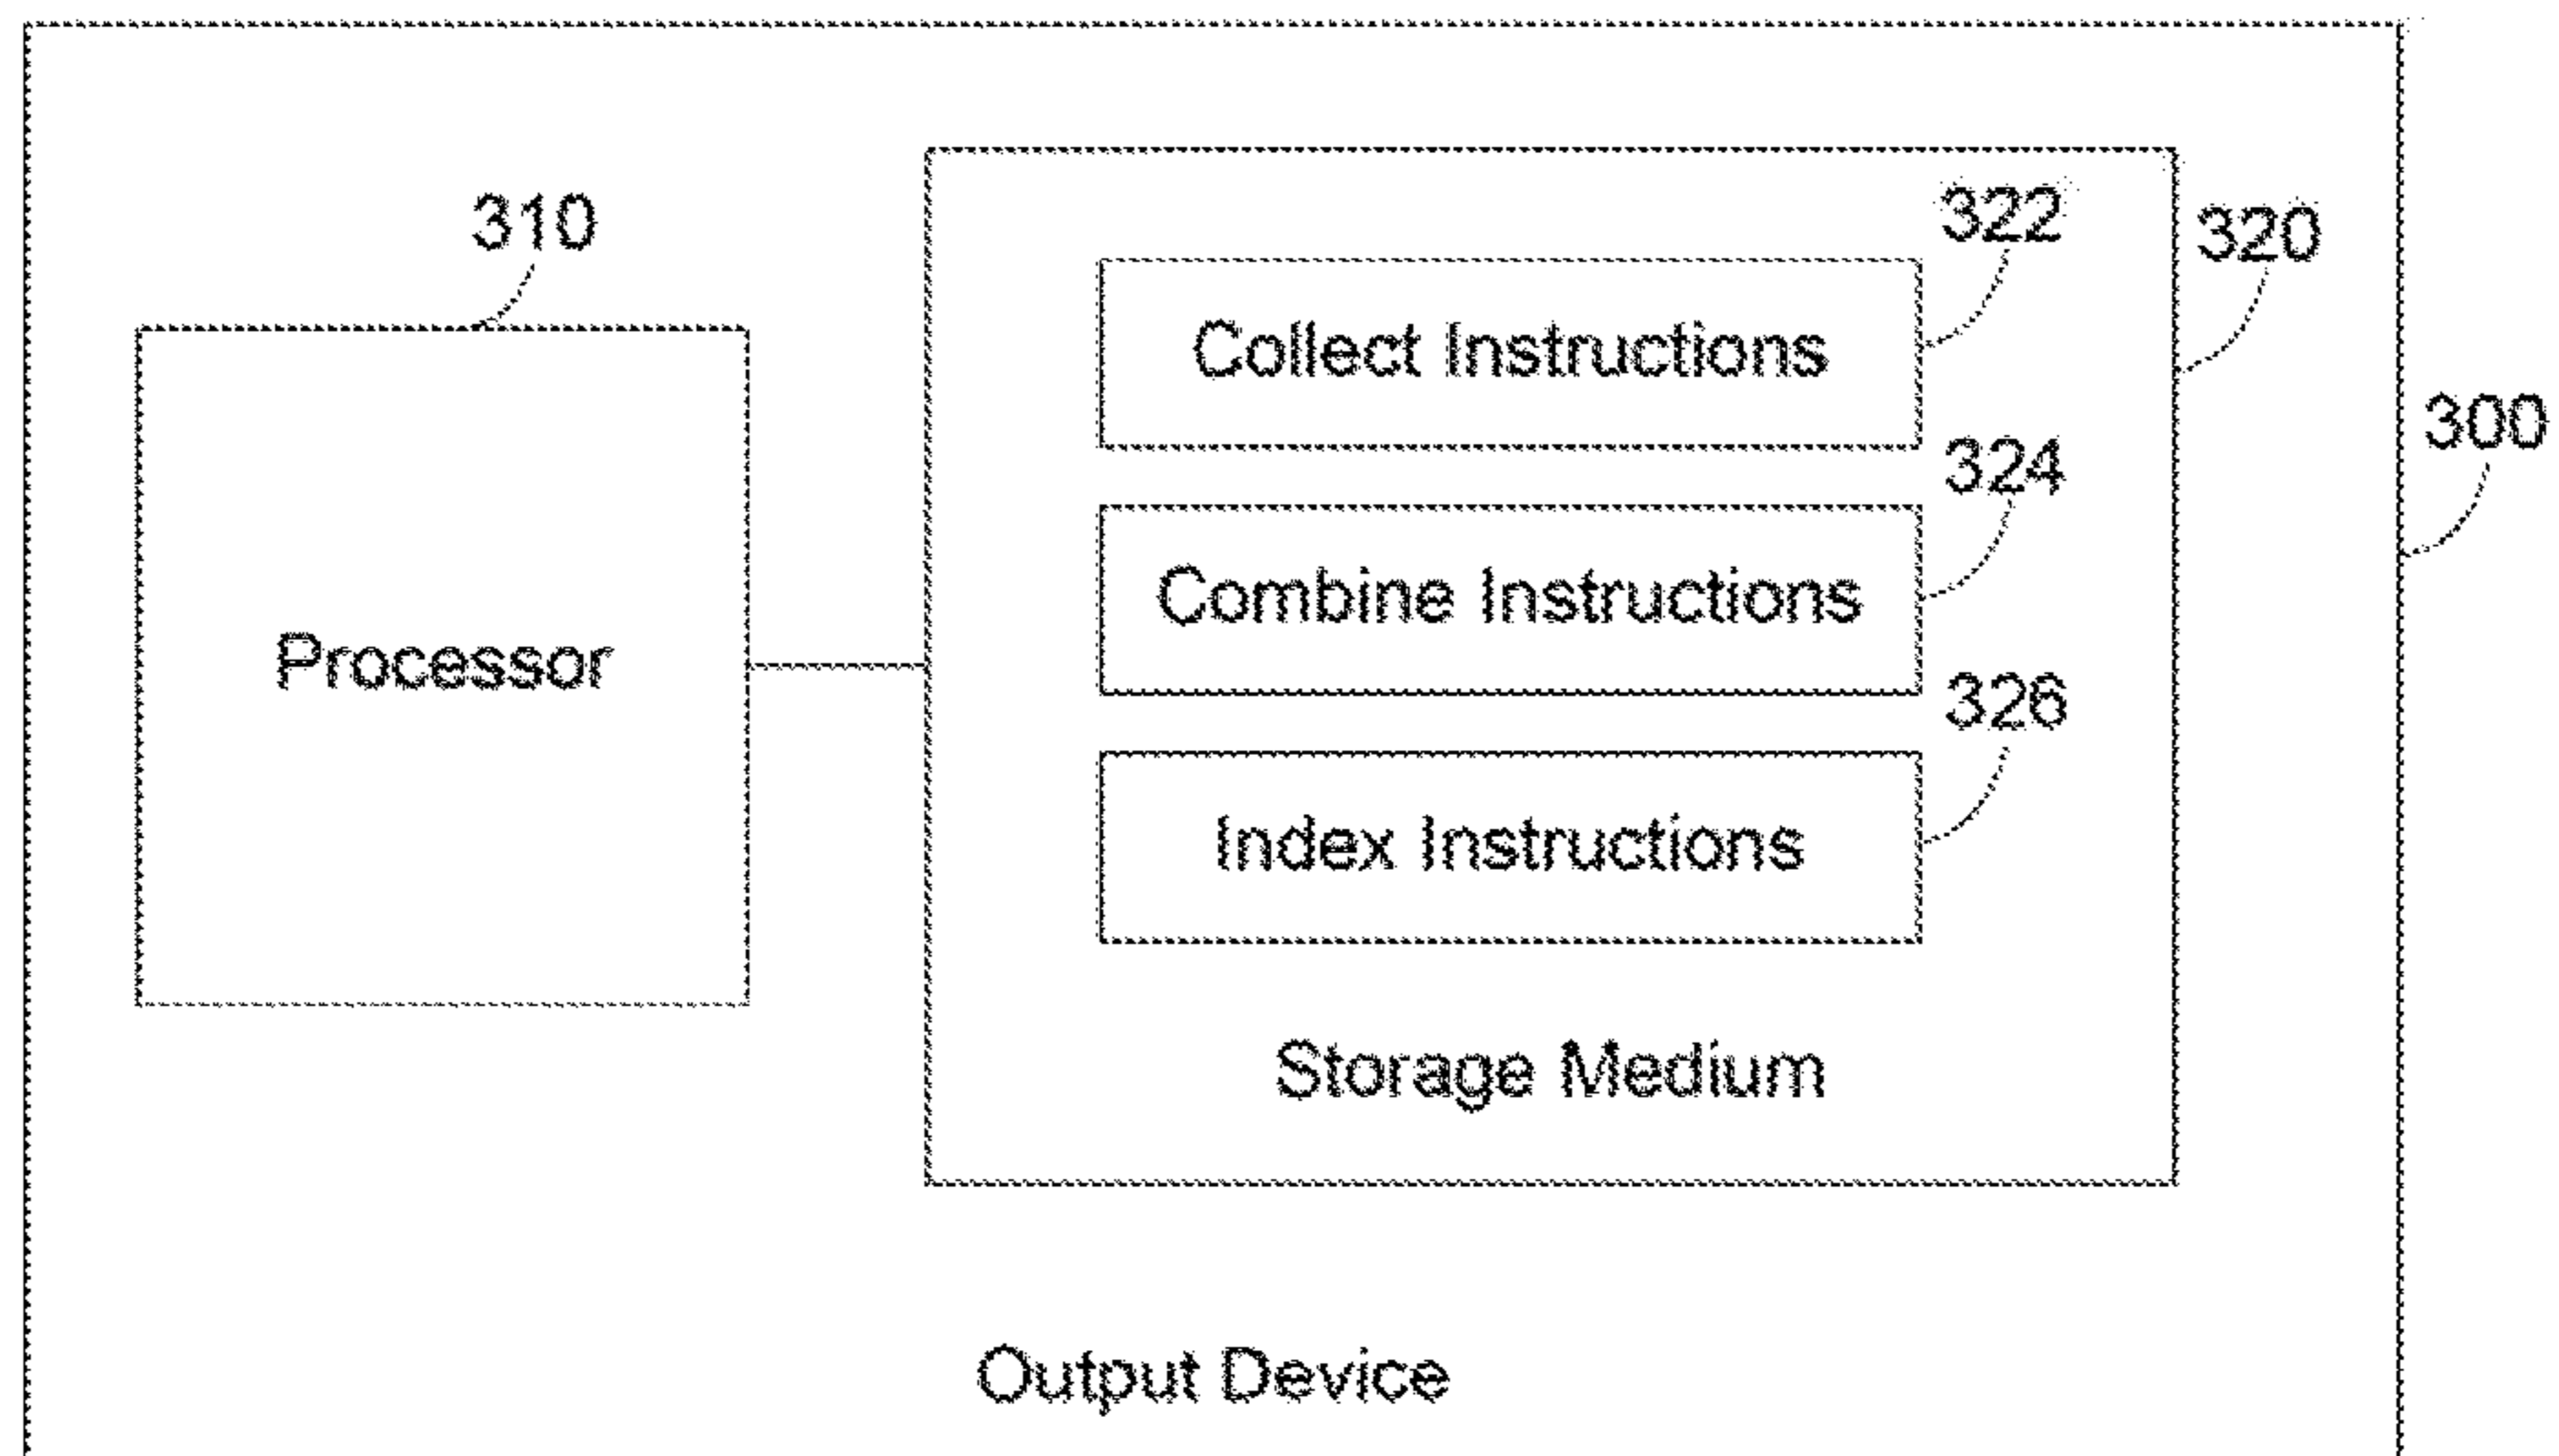 310
322
320
Collect Instructions
300
324
Combine Instructions
Processor
326
Index Instructions
Storage Medium
Output Device